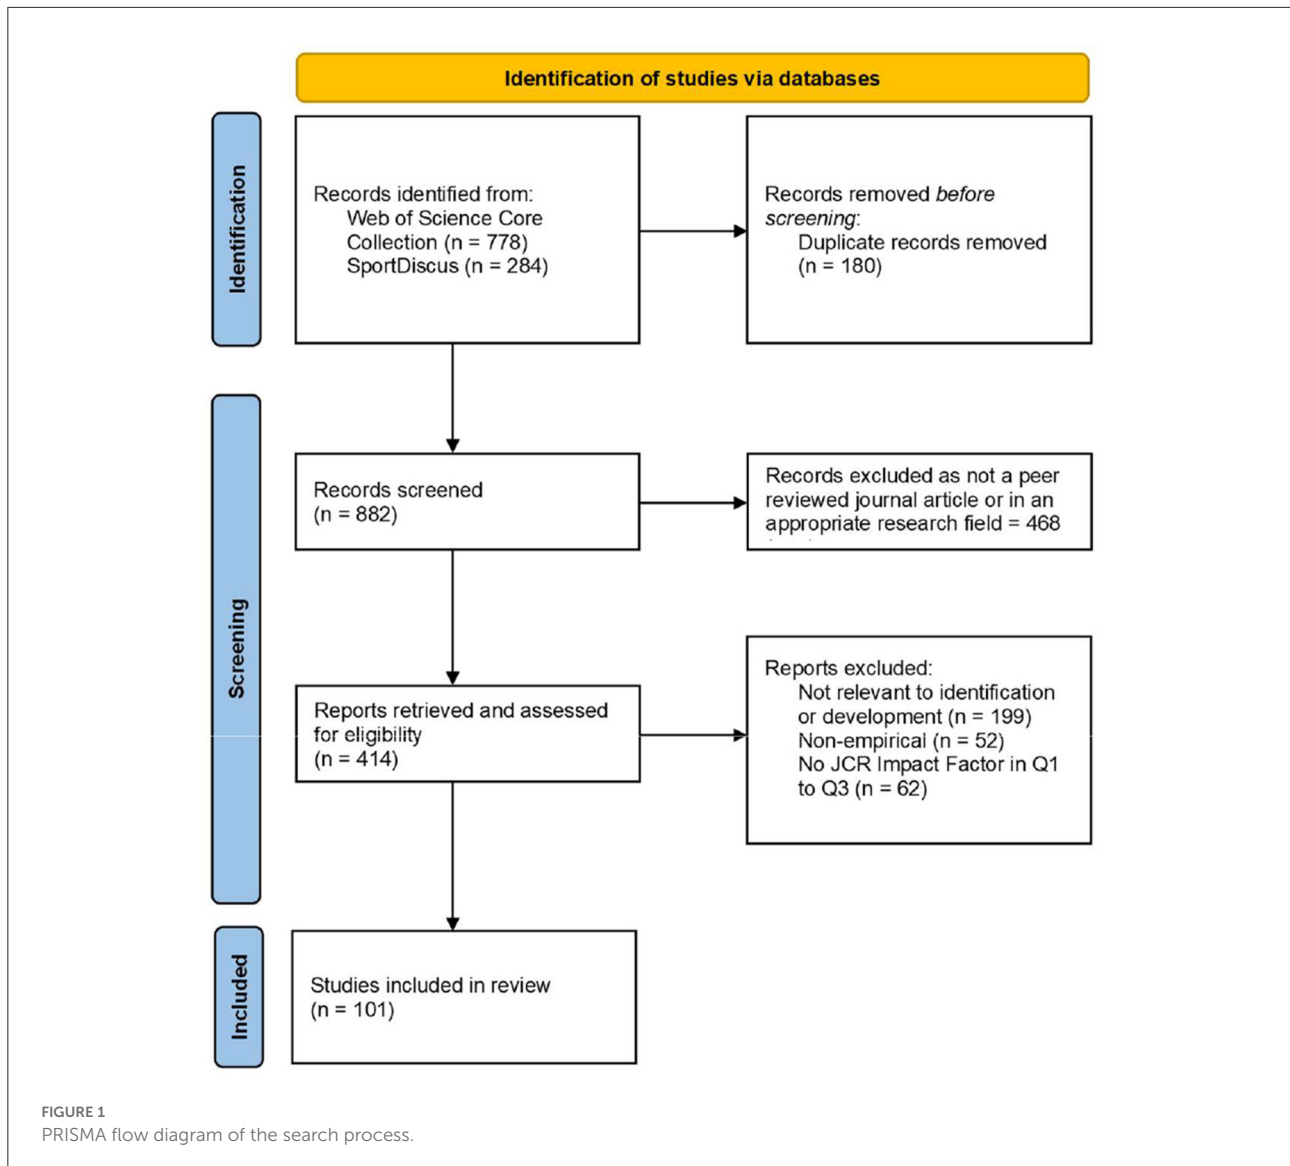 Identification of studies via databases
Identification
Records identified from:
Web of Science Core
Collection (n = 778)
SportDiscus (n = 284)
Records removed before
screening:
Duplicate records removed
(n = 180)
Screening
Records screened
(n = 882)
Records excluded as not a peer
reviewed journal article or in an
appropriate research field = 468
Reports retrieved and assessed
for eligibility
(n = 414)
Reports excluded:
Not relevant to identification
or development (n = 199)
Non-empirical (n = 52)
No JCR Impact Factor in Q1
to Q3 (n = 62)
Included
Studies included in review
(n = 101)
FIGURE 1
PRISMA flow diagram of the search process.